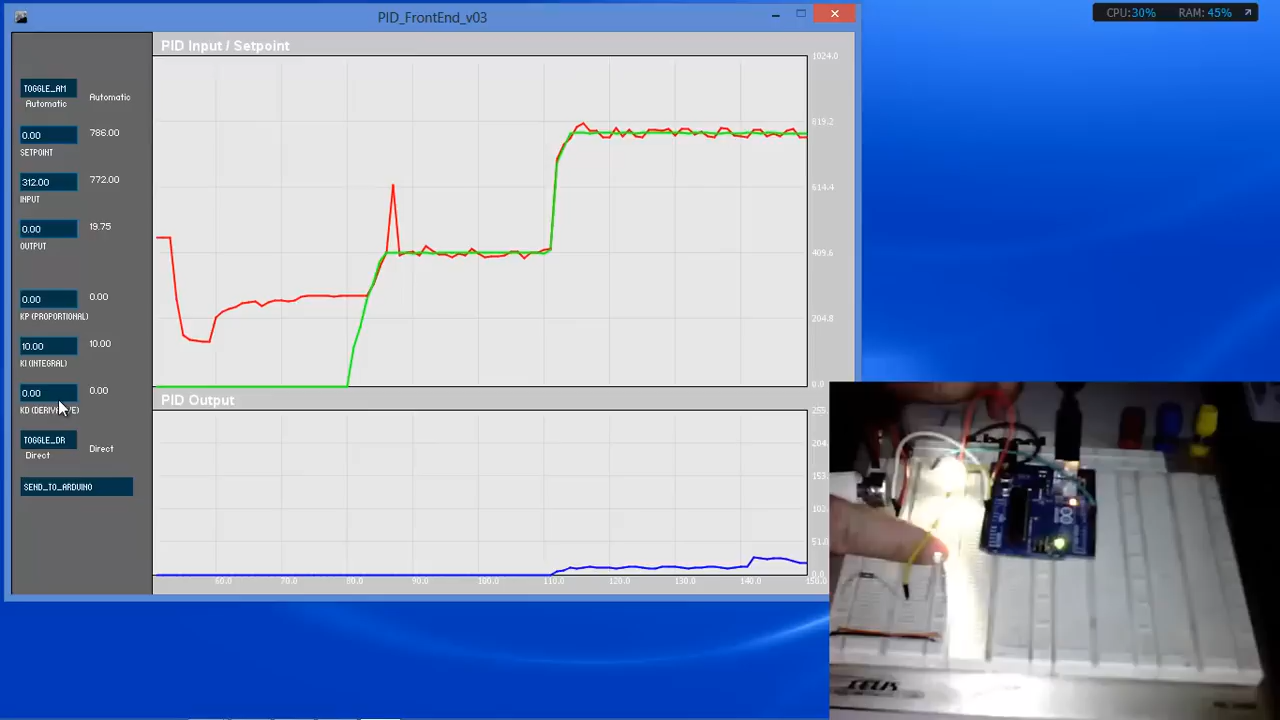 PID_FrontEnd_v03
CPU:30% RAM: 45%
PID Input / Setpoint
TOGGLE_AM
Automatic
Automatic
0.00
786.00
SETPOINT
312.00
772.00
INPUT
0.00
19.75
OUTPUT
0.00
0.00
KP (PROPORTIONAL)
10.00
10.00
KI (INTEGRAL)
0.00
0.00
TOGGLE_DR
Direct
Direct
SEND_TO_ARDUINO
1024.0
819.2
614.4
409.6
204.8
0.0
PID Output
255
204
153
102
51.0
0.0
60.0 70.0 80.0 90.0 100.0 110.0 120.0 130.0 140.0 150.0